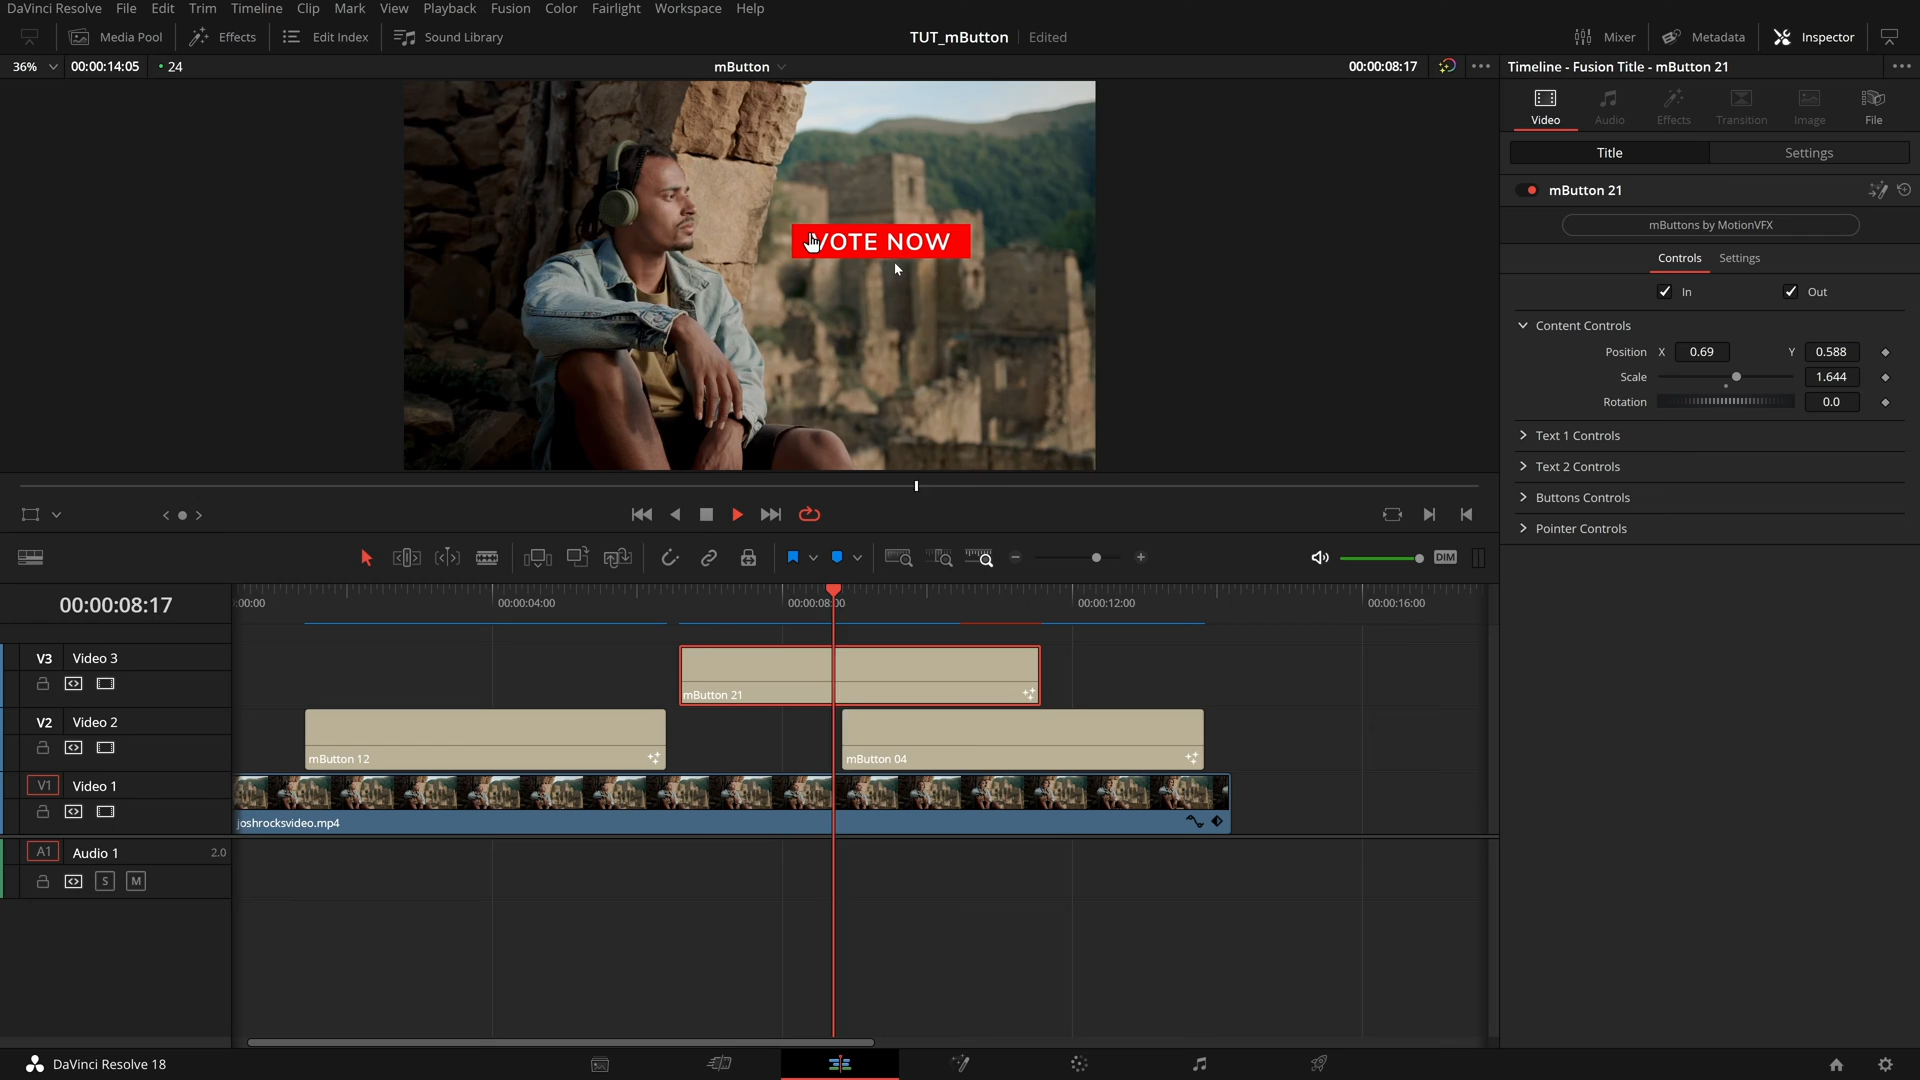 DaVinci Resolve File Edit Trim Timeline Clip Mark View Playback Fusion Color Fairlight Workspace Help
Media Pool Effects Edit Index Sound Library TUT_mButton Edited Mixer Metadata Inspector
36% 00:00:14:05 24 mButton 00:00:08:17 Timeline - Fusion Title - mButton 21
Video Audio Effects Transition Image File
Title Settings
mButton 21
mButtons by MotionVFX
Controls Settings
In Out
Content Controls
Position X 0.69 Y 0.588
Scale 1.644
Rotation 0.0
Text 1 Controls
Text 2 Controls
Buttons Controls
Pointer Controls
VOTE NOW
DIM
00:00:08:17
:00:00 00:00:04:00 00:00:08:00 00:00:12:00 00:00:16:00
V3 Video 3
mButton 21
V2 Video 2
mButton 12 mButton 04
V1 Video 1
joshrocksvideo.mp4
A1 Audio 1 2.0
S M
DaVinci Resolve 18